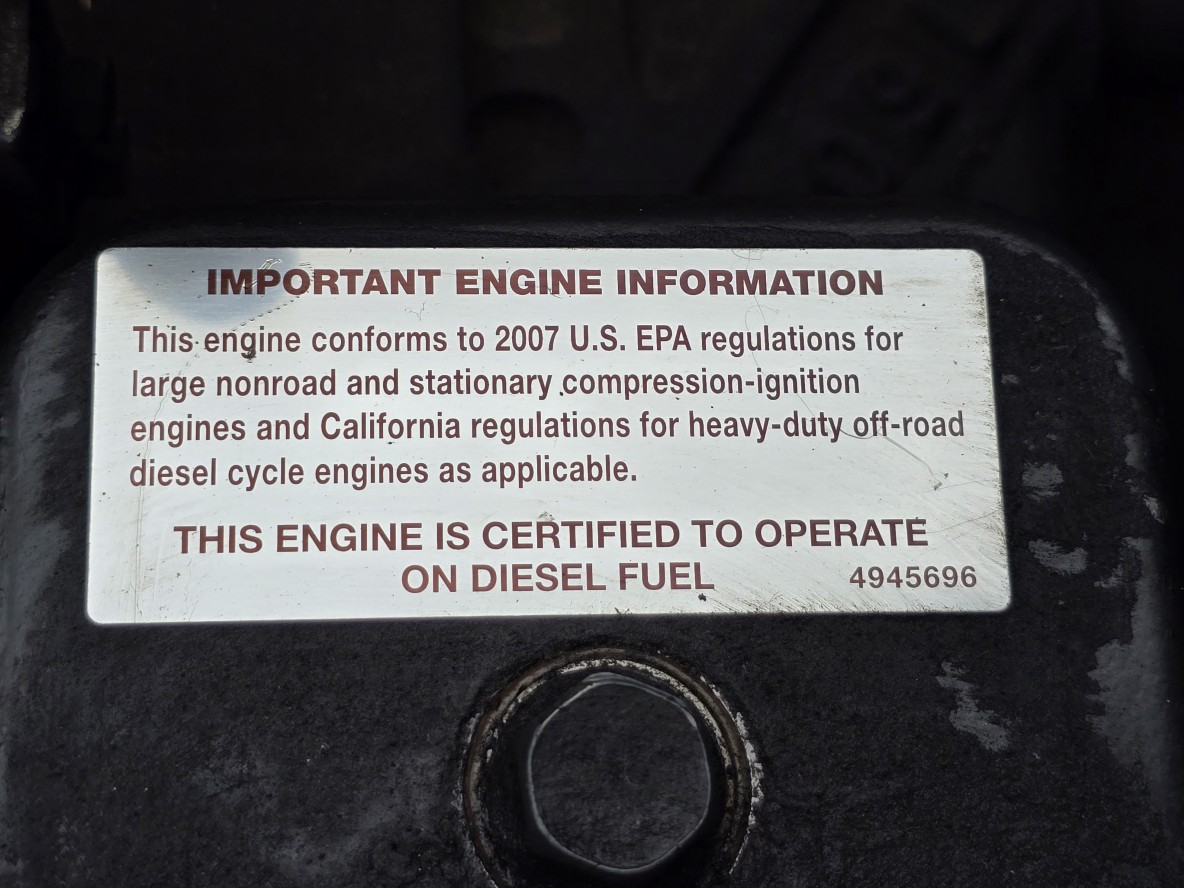 IMPORTANT ENGINE INFORMATION
This engine conforms to 2007 U.S. EPA regulations for
large nonroad and stationary compression-ignition
engines and California regulations for heavy-duty off-road
diesel cycle engines as applicable.
THIS ENGINE IS CERTIFIED TO OPERATE
ON DIESEL FUEL 4945696